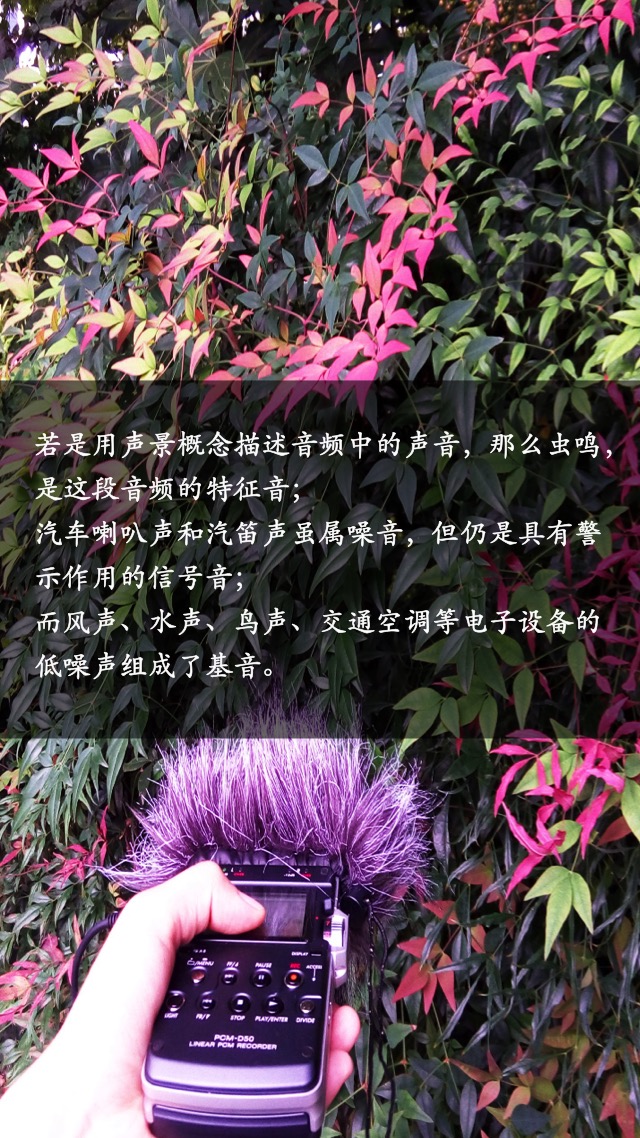 若是用声景概念描述音频中的声音，那么虫鸣，
是这段音频的特征音；
汽车喇叭声和汽笛声虽属噪音，但仍是具有警
示作用的信号音；
而风声、水声、鸟声、交通空调等电子设备的
低噪声组成了基音。
DISPLAY
/MENU
PAUSE
ACCESS
LIGHT
STOP
PLAY/ENTER
DIVIDE
PCM-D50
LINEAR PCM RECORDER